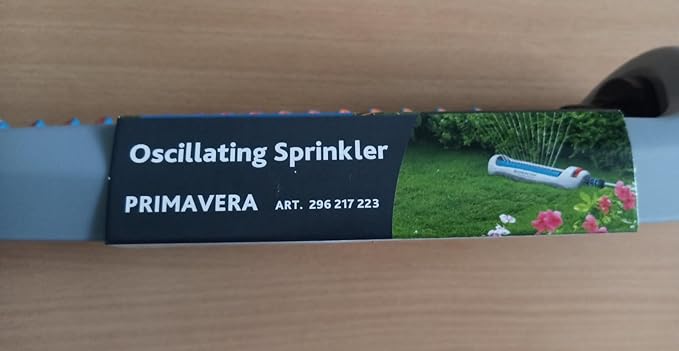 Oscillating Sprinkler
PRIMAVERA ART. 296 217 223